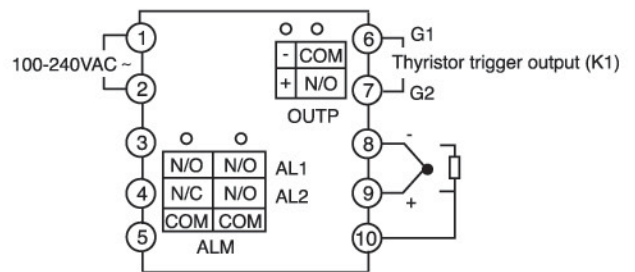 1
100-240VAC ~
2
- COM
+ N/O
OUTP
6 G1
Thyristor trigger output (K1)
7 G2
3
N/O N/O AL1
4 N/C N/O AL2
COM COM
5 ALM
8 -
9 +
10